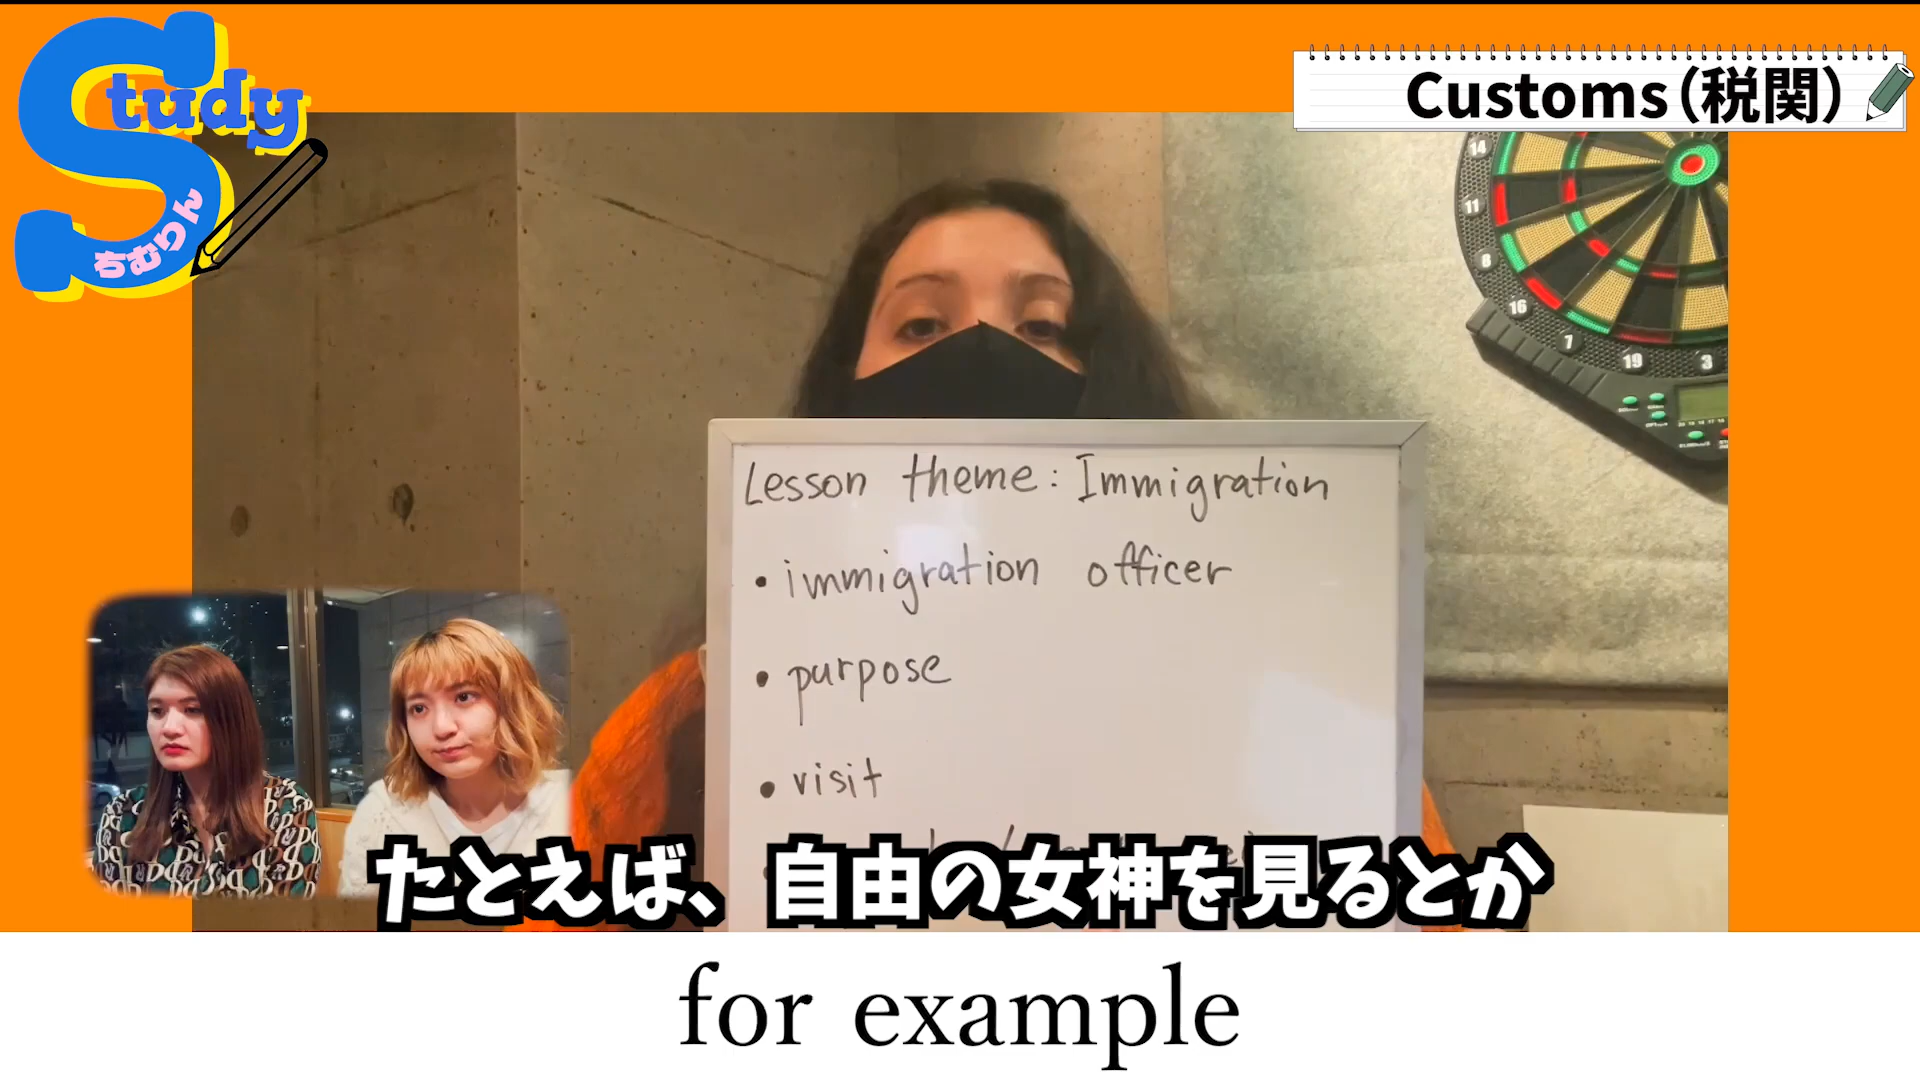 Study
ちむりん
Customs（税関）
14
11
8
16
7
19
3
Lesson theme: Immigration
• immigration officer
• purpose
• visit
たとえば、自由の女神を見るとか
for example